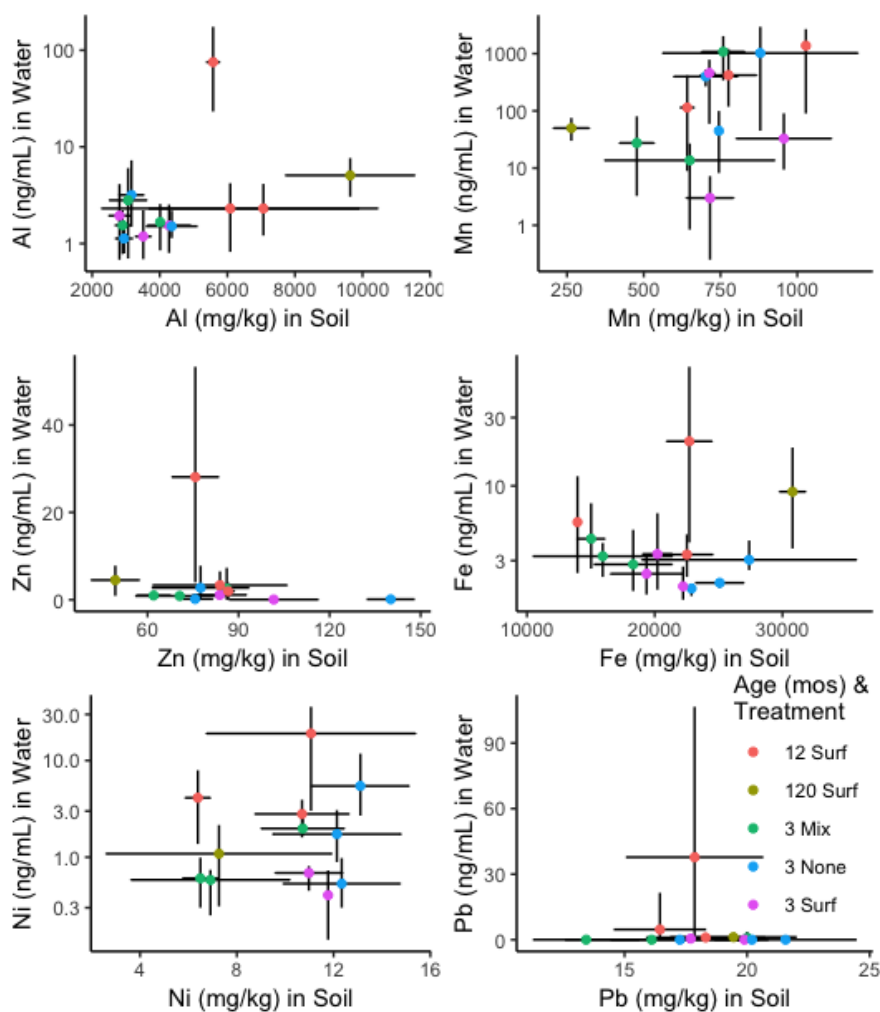 Al (ng/mL) in Water
100
10
1
2000 4000 6000 8000 10000 1200
Al (mg/kg) in Soil
Mn (ng/mL) in Water
1000
100
10
1
250 500 750 1000
Mn (mg/kg) in Soil
Zn (ng/mL) in Water
40
20
0
60 90 120 150
Zn (mg/kg) in Soil
Fe (ng/mL) in Water
30
10
3
10000 20000 30000
Fe (mg/kg) in Soil
Ni (ng/mL) in Water
30.0
10.0
3.0
1.0
0.3
4 8 12 16
Ni (mg/kg) in Soil
Pb (ng/mL) in Water
90
60
30
0
15 20 25
Pb (mg/kg) in Soil
Age (mos) &
Treatment
12 Surf
120 Surf
3 Mix
3 None
3 Surf